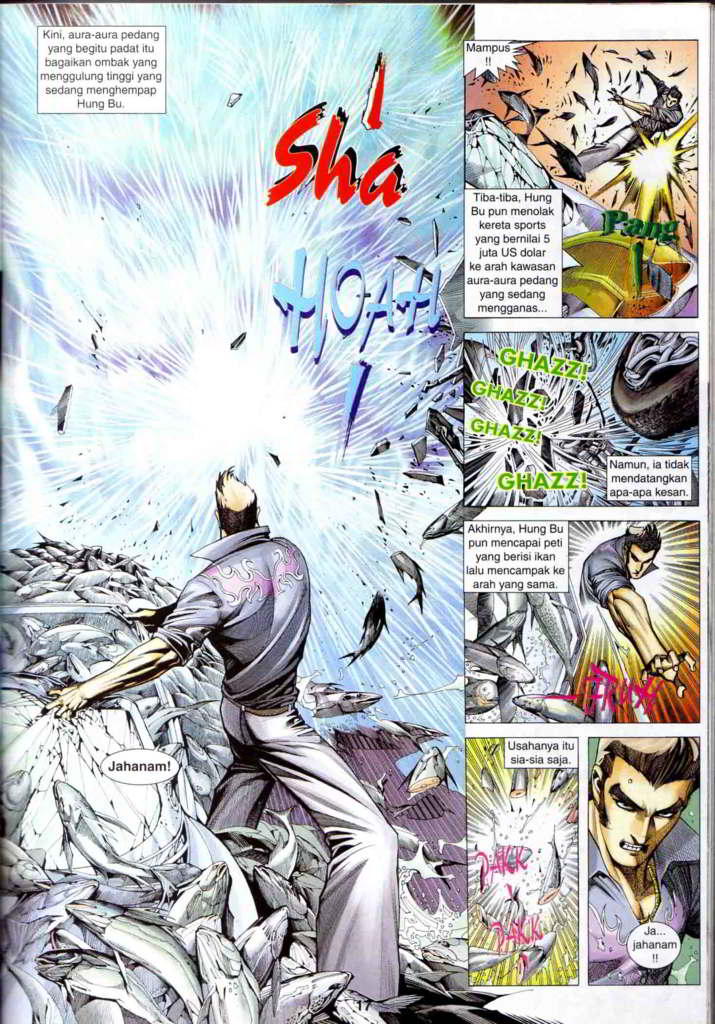 Kini, aura-aura pedang
yang begitu padat itu
bagaikan ombak yang
menggulung tinggi yang
sedang menghempap
Hung Bu.
Sha
!
HOAH
!
Jahanam!
Mampus
!!
Tiba-tiba, Hung
Bu pun menolak
kereta sports
yang bernilai 5
juta US dolar
ke arah kawasan
aura-aura pedang
yang sedang
mengganas...
Pang
!
GHAZZ!
GHAZZ!
GHAZZ!
GHAZZ!
Namun, ia tidak
mendatangkan
apa-apa kesan.
Akhirnya, Hung Bu
pun mencapai peti
yang berisi ikan
lalu mencampak ke
arah yang sama.
Usahanya itu
sia-sia saja.
PAKK
!
PAKK
!
Ja...
jahanam
!!